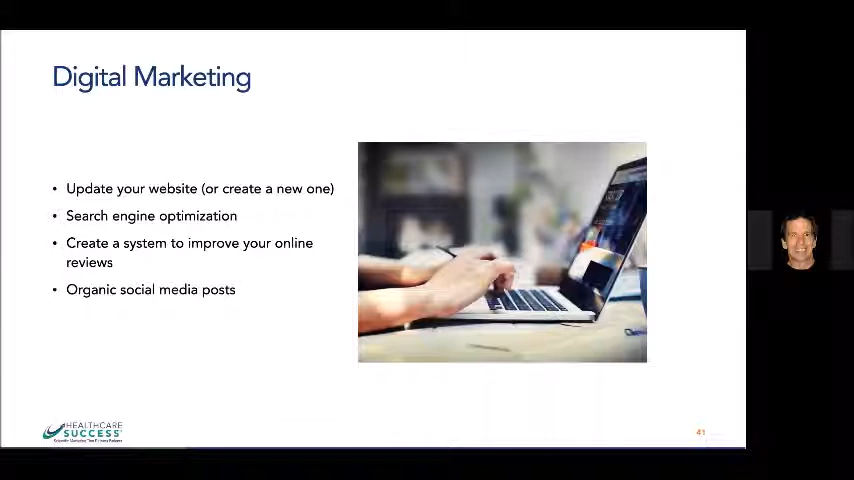 Digital Marketing
• Update your website (or create a new one)
• Search engine optimization
• Create a system to improve your online
reviews
• Organic social media posts
HEALTHCARE
SUCCESS
41